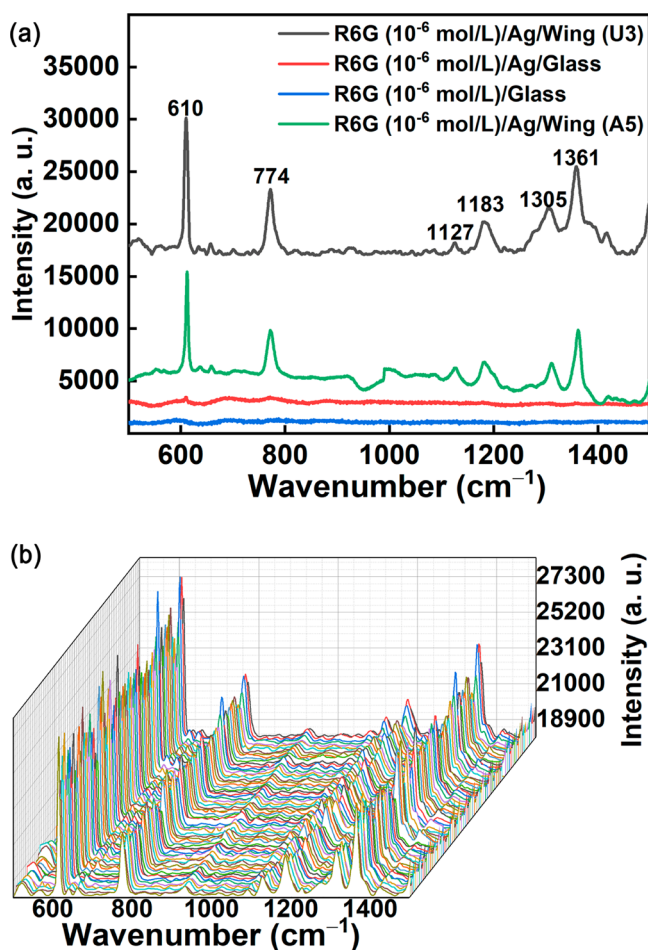 (a)
R6G (10⁻⁶ mol/L)/Ag/Wing (U3)
R6G (10⁻⁶ mol/L)/Ag/Glass
R6G (10⁻⁶ mol/L)/Glass
R6G (10⁻⁶ mol/L)/Ag/Wing (A5)
35000
30000
25000
20000
15000
10000
5000
Intensity (a. u.)
610
774
1127
1183
1305
1361
600 800 1000 1200 1400
Wavenumber (cm⁻¹)
(b)
27300
25200
23100
21000
18900
Intensity (a. u.)
600 800 1000 1200 1400
Wavenumber (cm⁻¹)